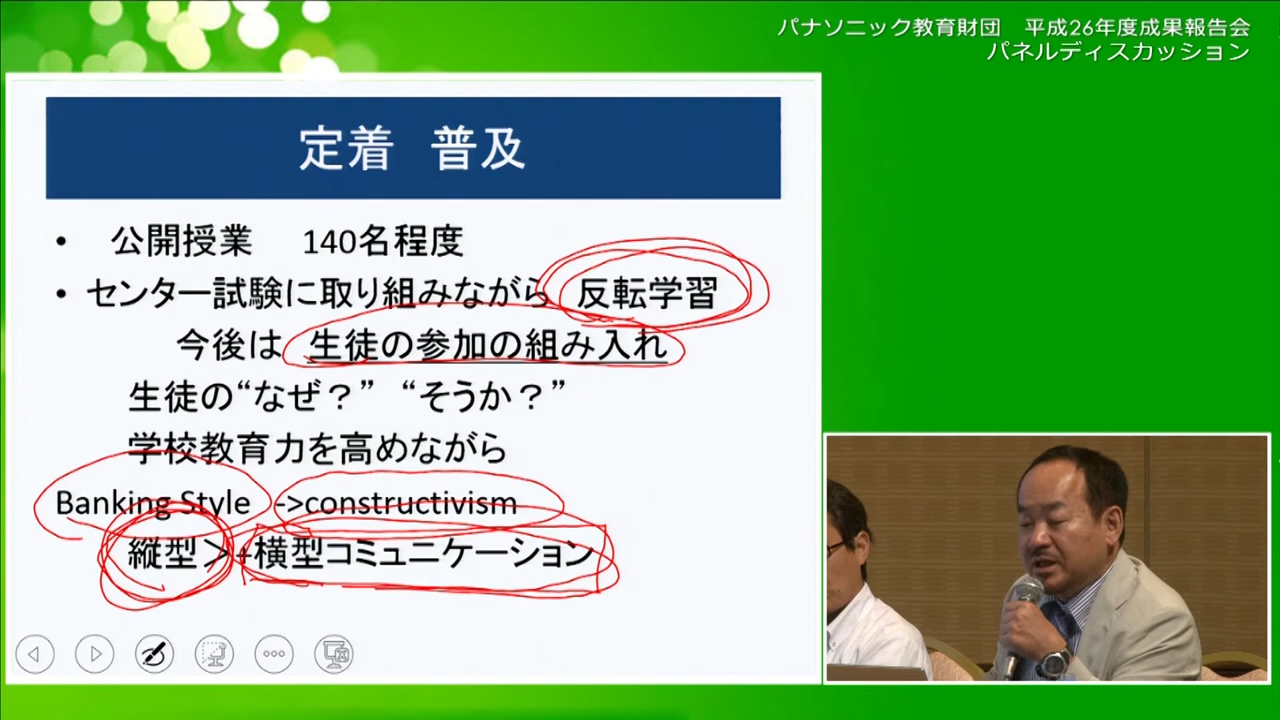 パナソニック教育財団　平成26年度成果報告会
パネルディスカッション
定着　普及
• 公開授業　140名程度
• センター試験に取り組みながら　反転学習
今後は　生徒の参加の組み入れ
生徒の“なぜ？”　“そうか？”
学校教育力を高めながら
Banking Style ->constructivism
縦型＞+横型コミュニケーション